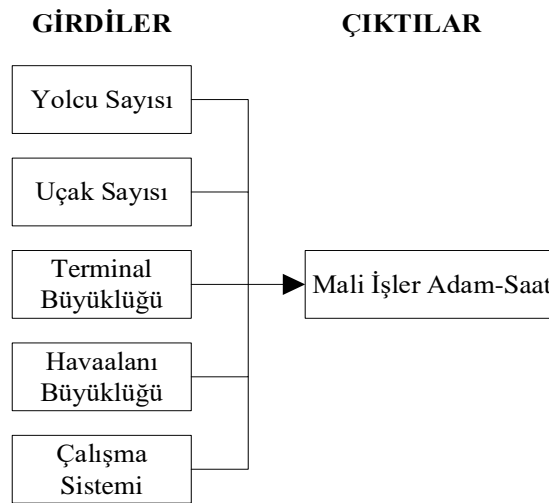 GİRDİLER
ÇIKTILAR
Yolcu Sayısı
Uçak Sayısı
Terminal
Büyüklüğü
Havaalanı
Büyüklüğü
Çalışma
Sistemi
Mali İşler Adam-Saat